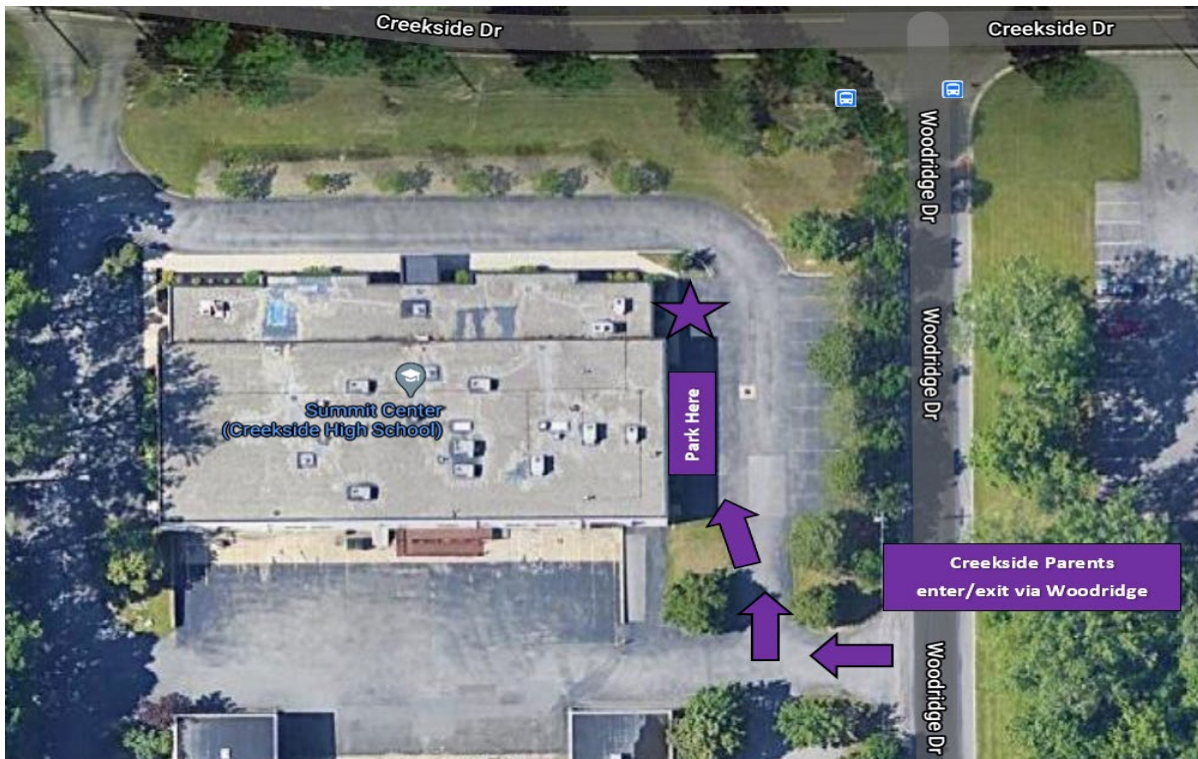 Creekside Dr
Creekside Dr
Woodridge Dr
Woodridge Dr
Summit Center
(Creekside High School)
Park Here
Creekside Parents
enter/exit via Woodridge
Woodridge Dr